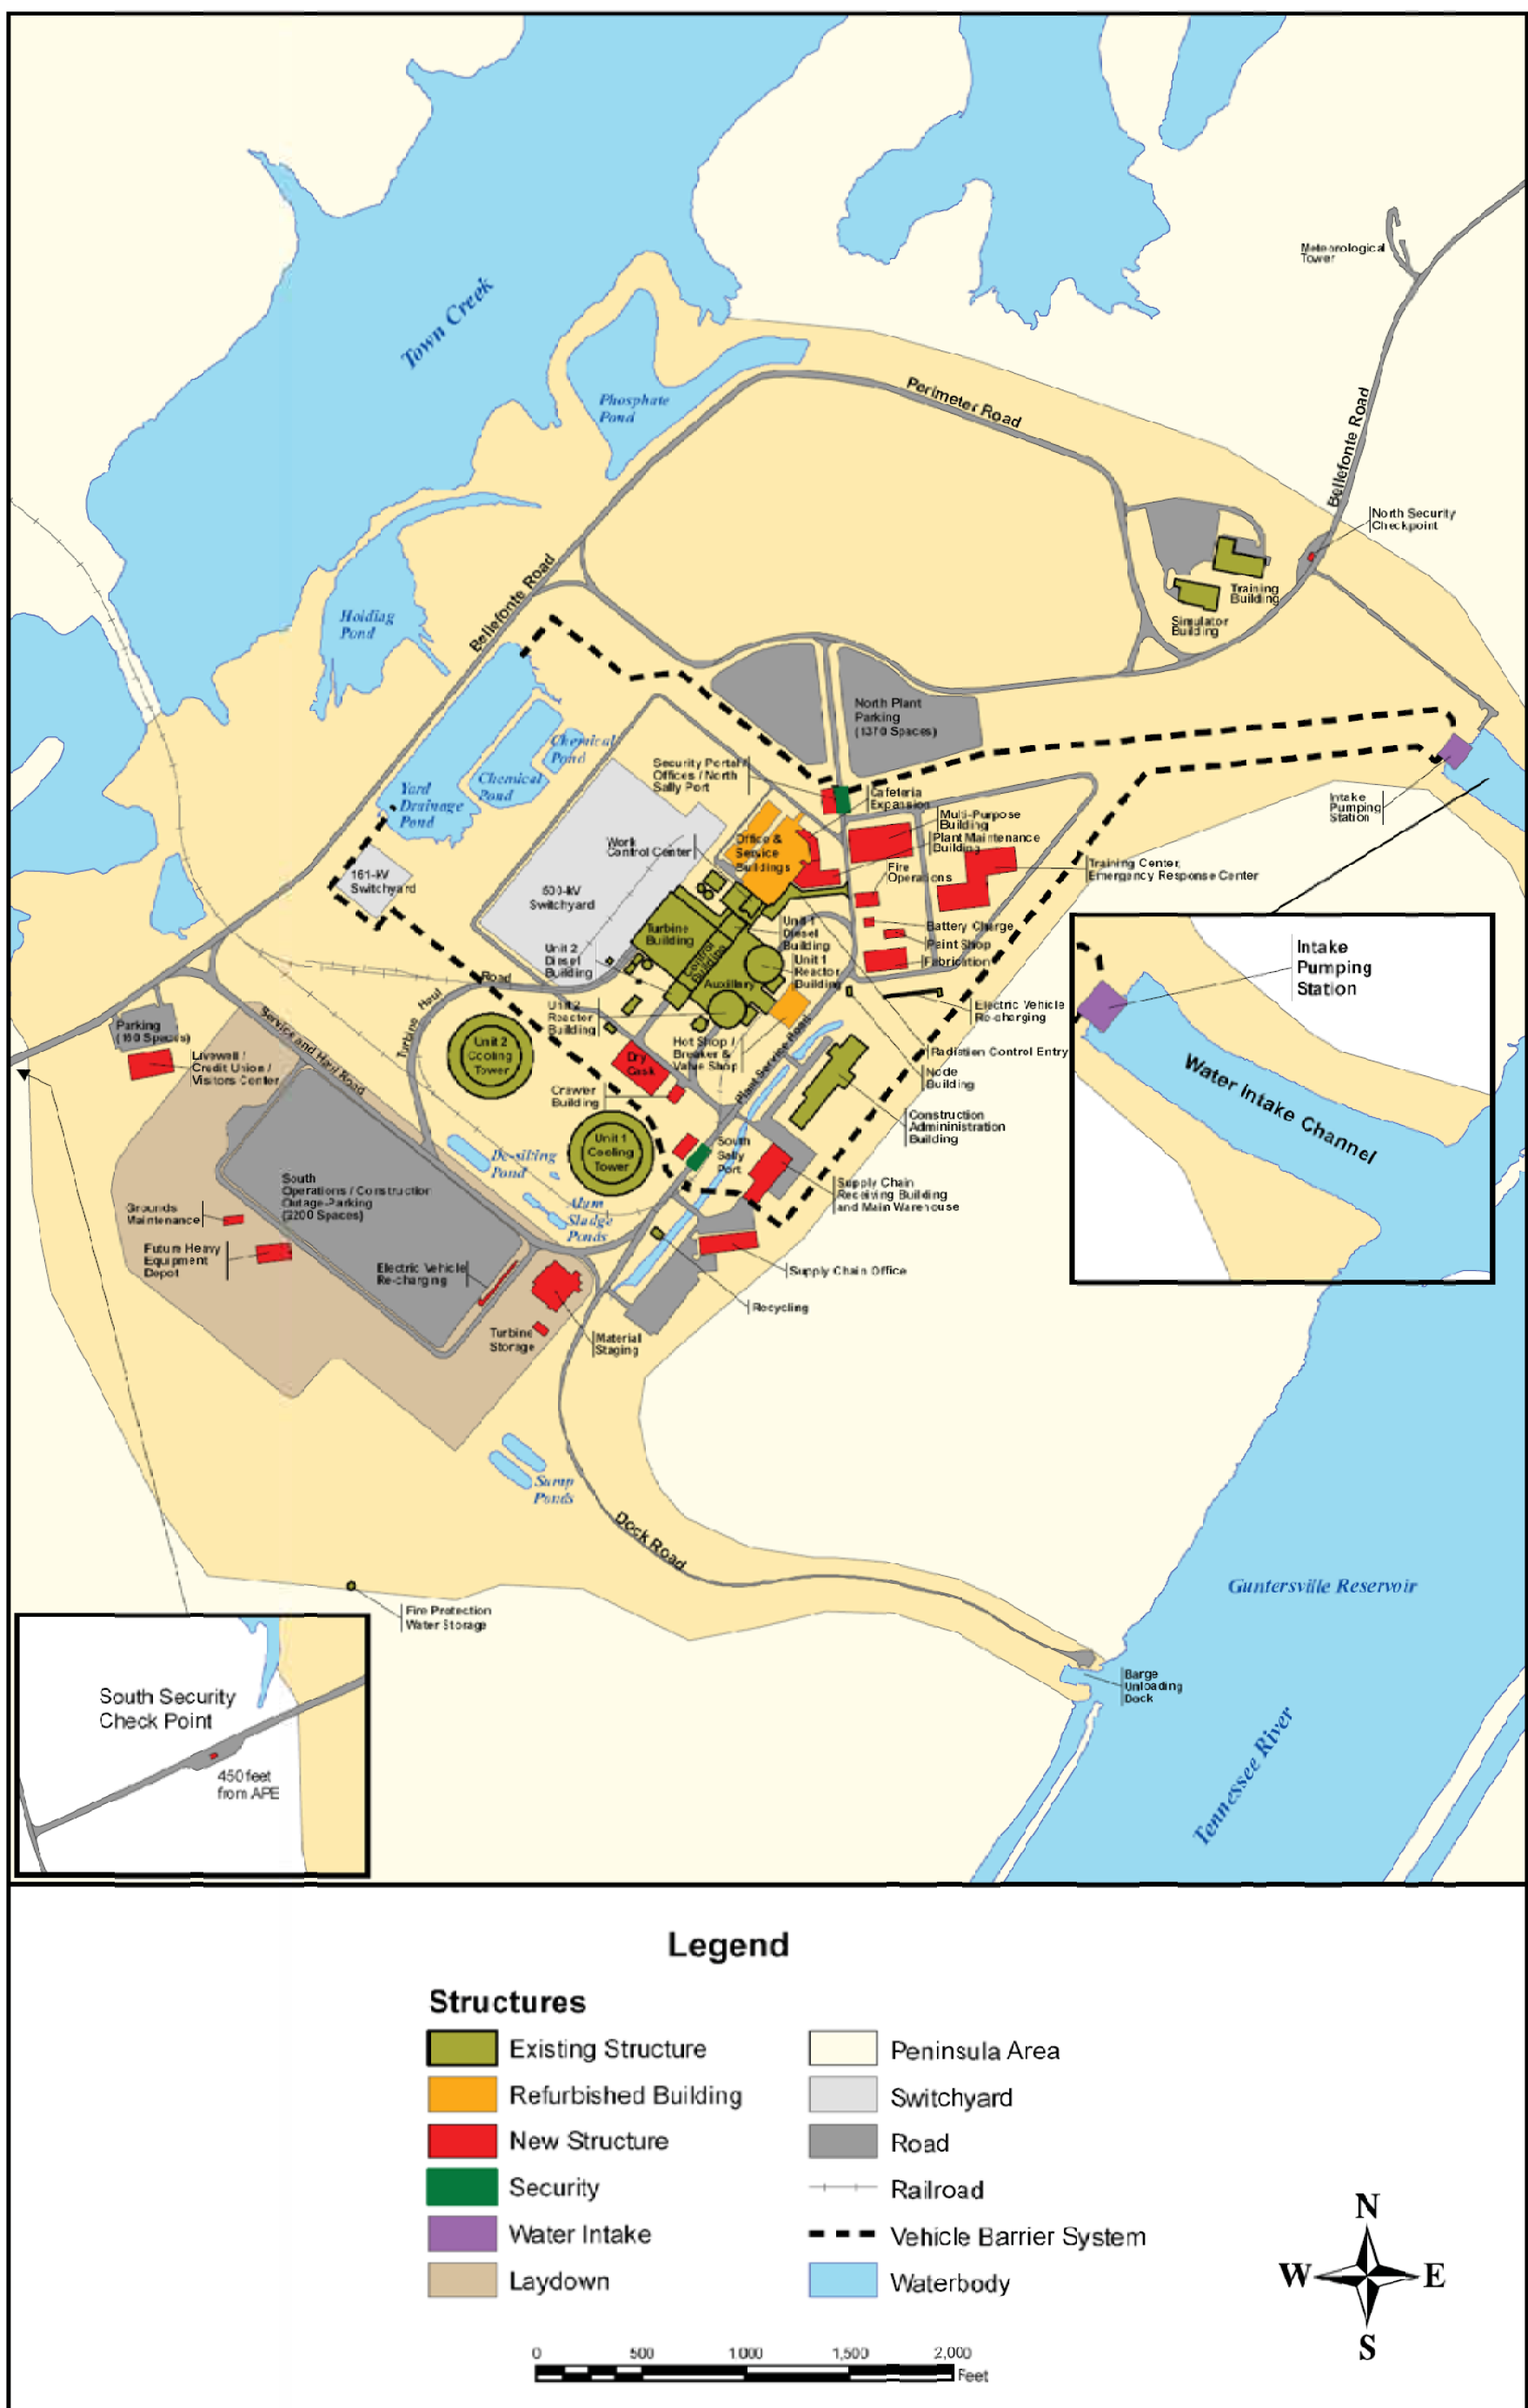 Meteorological
Tower
Town Creek
Phosphate
Pond
Perimeter Road
Bellefonte Road
North Security
Checkpoint
Training
Building
Simulator
Building
Holding
Pond
Bellefonte Road
North Plant
Parking
(1370 Spaces)
Chemical
Pond
Chemical
Pond
Yard
Drainage
Pond
Security Portal /
Offices / North
Sally Port
Cafeteria
Expansion
Intake
Pumping
Station
Multi-Purpose
Building
Plant Maintenance
Building
Work
Control Center
Office &
Service
Buildings
Fire
Operations
Training Center,
Emergency Response Center
161-kV
Switchyard
500-kV
Switchyard
Turbine
Building
Control
Building
Unit 1
Diesel
Building
Battery Charge
Paint Shop
Fabrication
Unit 2
Diesel
Building
Unit 1
Reactor
Building
Auxiliary
Intake
Pumping
Station
Turbine Haul Road
Unit 2
Reactor
Building
Electric Vehicle
Re-charging
Parking
(160 Spaces)
Service and Haul Road
Unit 2
Cooling
Tower
Hot Shop /
Breaker &
Valve Shop
Plant Service Road
Radiation Control Entry
Livewell /
Credit Union /
Visitors Center
Dry
Cask
Node
Building
Water Intake Channel
Crawer
Building
Construction
Admininistration
Building
Unit 1
Cooling
Tower
South
Sally
Port
De-silting
Pond
South
Operations / Construction
Outage-Parking
(2200 Spaces)
Supply Chain
Receiving Building
and Main Warehouse
Grounds
Maintenance
Alum
Sludge
Ponds
Future Heavy
Equipment
Depot
Electric Vehicle
Re-charging
Supply Chain Office
Recycling
Turbine
Storage
Material
Staging
Sump
Ponds
Dock Road
Guntersville Reservoir
Fire Protection
Water Storage
Barge
Unloading
Dock
South Security
Check Point
450 feet
from APE
Tennessee River
Legend
Structures
Existing Structure
Refurbished Building
New Structure
Security
Water Intake
Laydown
Peninsula Area
Switchyard
Road
Railroad
Vehicle Barrier System
Waterbody
N
W E
S
0 500 1,000 1,500 2,000
Feet